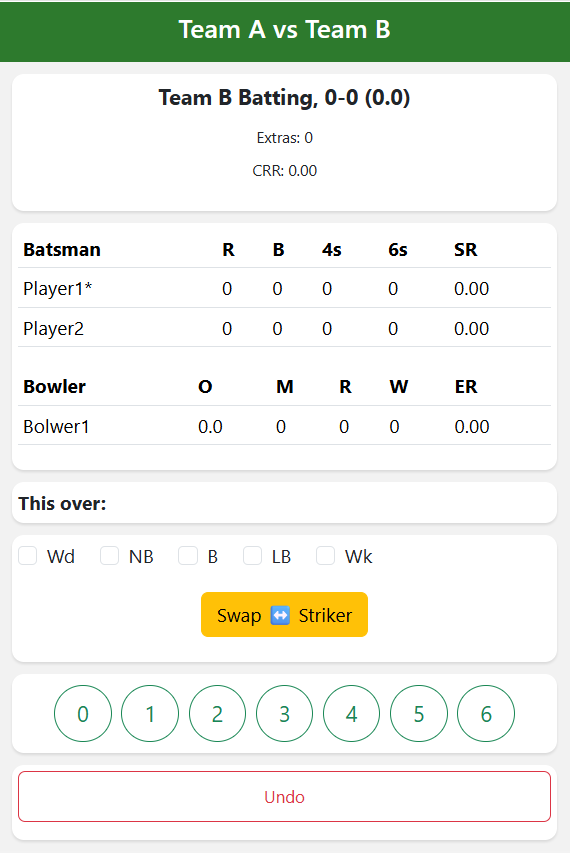 Team A vs Team B
Team B Batting, 0-0 (0.0)
Extras: 0
CRR: 0.00
Batsman R B 4s 6s SR
Player1* 0 0 0 0 0.00
Player2 0 0 0 0 0.00
Bowler O M R W ER
Bolwer1 0.0 0 0 0 0.00
This over:
Wd NB B LB Wk
Swap ↔️ Striker
0 1 2 3 4 5 6
Undo